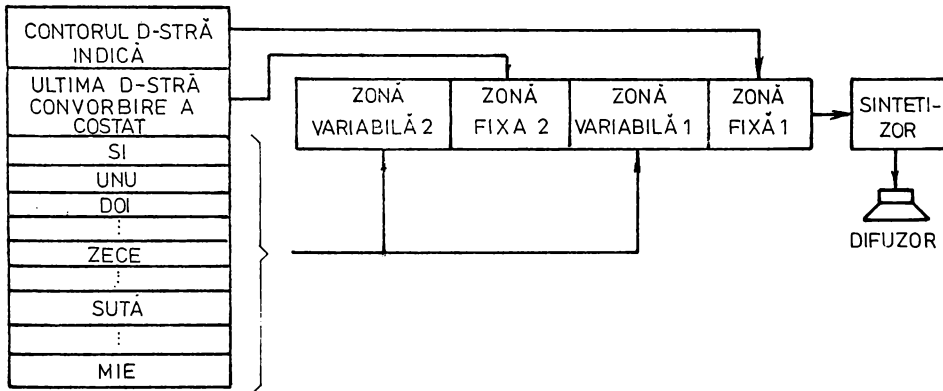 CONTORUL D-STRĂ
INDICĂ
ULTIMA D-STRĂ
CONVORBIRE A
COSTAT
SI
UNU
DOI
⋮
ZECE
⋮
SUTĂ
⋮
MIE
ZONĂ
VARIABILĂ 2
ZONĂ
FIXA 2
ZONĂ
VARIABILĂ 1
ZONĂ
FIXĂ 1
SINTETI-
ZOR
DIFUZOR